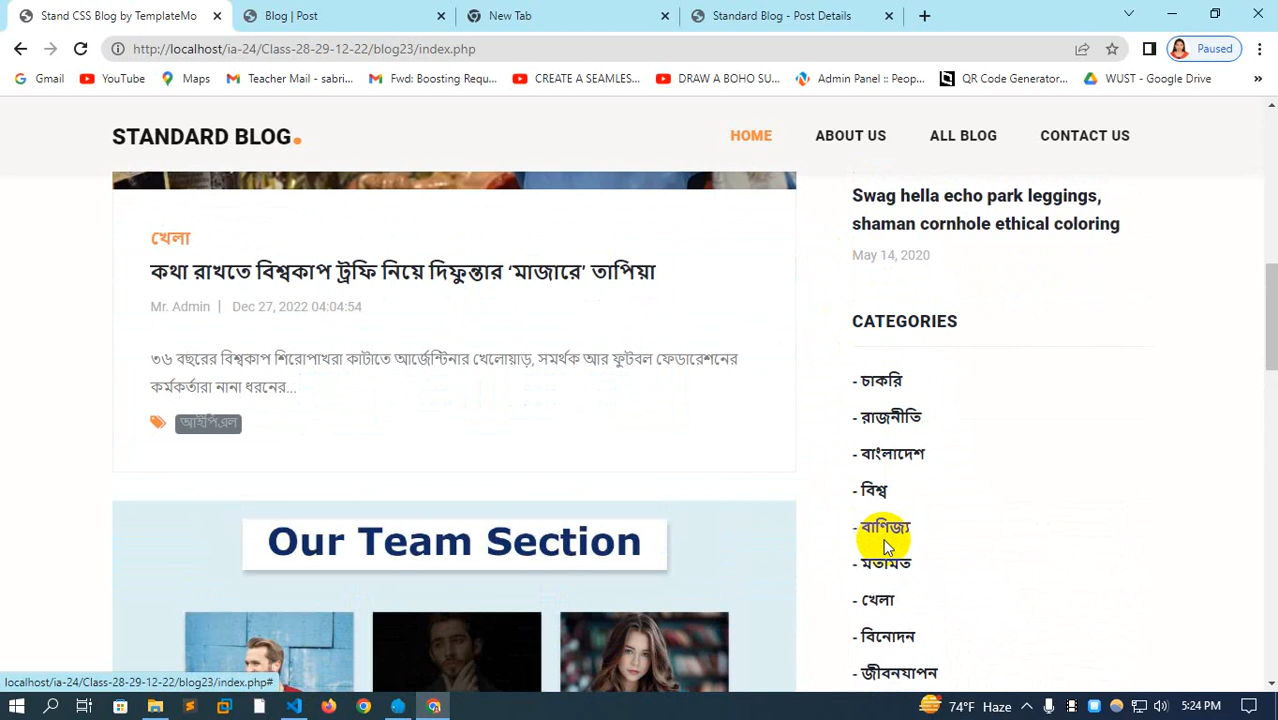 Stand CSS Blog by TemplateMo
Blog | Post
New Tab
Standard Blog - Post Details
http://localhost/ia-24/Class-28-29-12-22/blog23/index.php
Paused
Gmail
YouTube
Maps
Teacher Mail - sabri...
Fwd: Boosting Requ...
CREATE A SEAMLES...
DRAW A BOHO SU...
Admin Panel :: Peop...
QR Code Generator...
WUST - Google Drive
STANDARD BLOG.
HOME
ABOUT US
ALL BLOG
CONTACT US
খেলা
কথা রাখতে বিশ্বকাপ ট্রফি নিয়ে দিফুন্তার ‘মাজারে’ তাপিয়া
Mr. Admin | Dec 27, 2022 04:04:54
৩৬ বছরের বিশ্বকাপ শিরোপাখরা কাটাতে আর্জেন্টিনার খেলোয়াড়, সমর্থক আর ফুটবল ফেডারেশনের
কর্মকর্তারা নানা ধরনের...
আইপিএল
Our Team Section
Swag hella echo park leggings,
shaman cornhole ethical coloring
May 14, 2020
CATEGORIES
- চাকরি
- রাজনীতি
- বাংলাদেশ
- বিশ্ব
- বাণিজ্য
- মতামত
- খেলা
- বিনোদন
- জীবনযাপন
localhost/ia-24/Class-28-29-12-22/blog23/index.php#
74°F Haze
5:24 PM